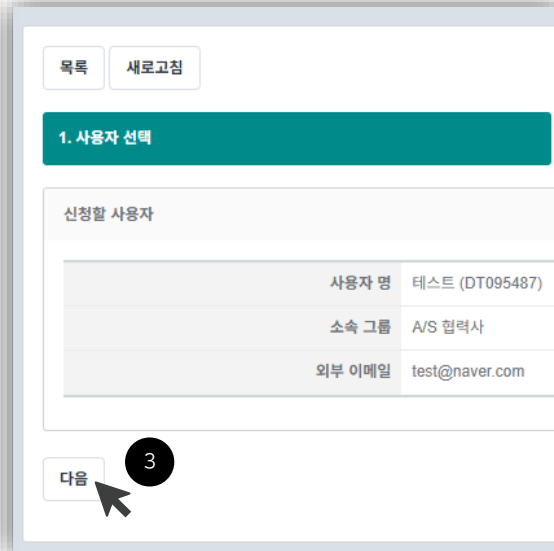 목록 새로고침
1. 사용자 선택
신청할 사용자
사용자 명 테스트 (DT095487)
소속 그룹 A/S 협력사
외부 이메일 test@naver.com
다음 3